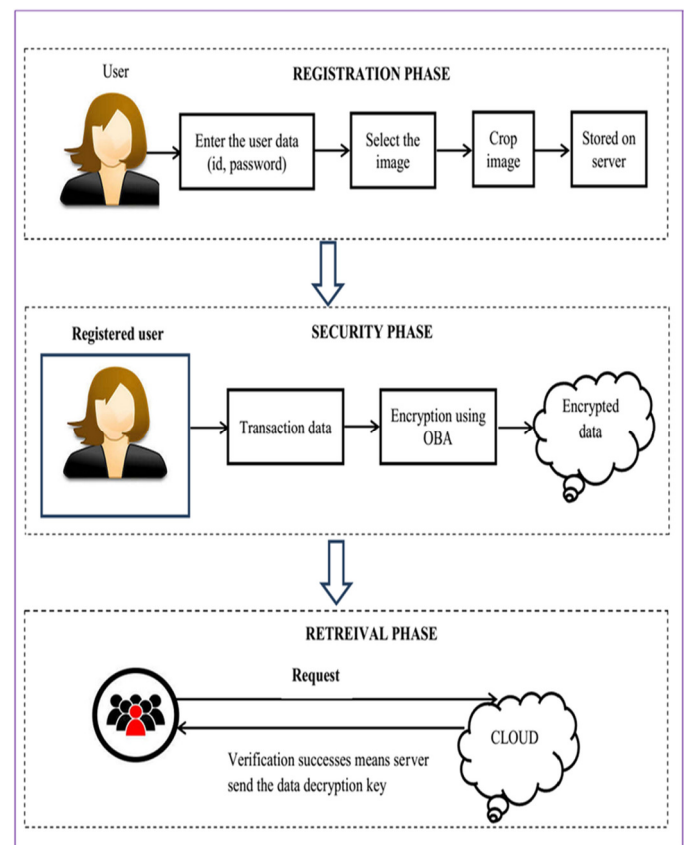 REGISTRATION PHASE
User
Enter the user data
(id, password)
Select the
image
Crop
image
Stored on
server
SECURITY PHASE
Registered user
Transaction data
Encryption using
OBA
Encrypted
data
RETREIVAL PHASE
Request
CLOUD
Verification successes means server
send the data decryption key